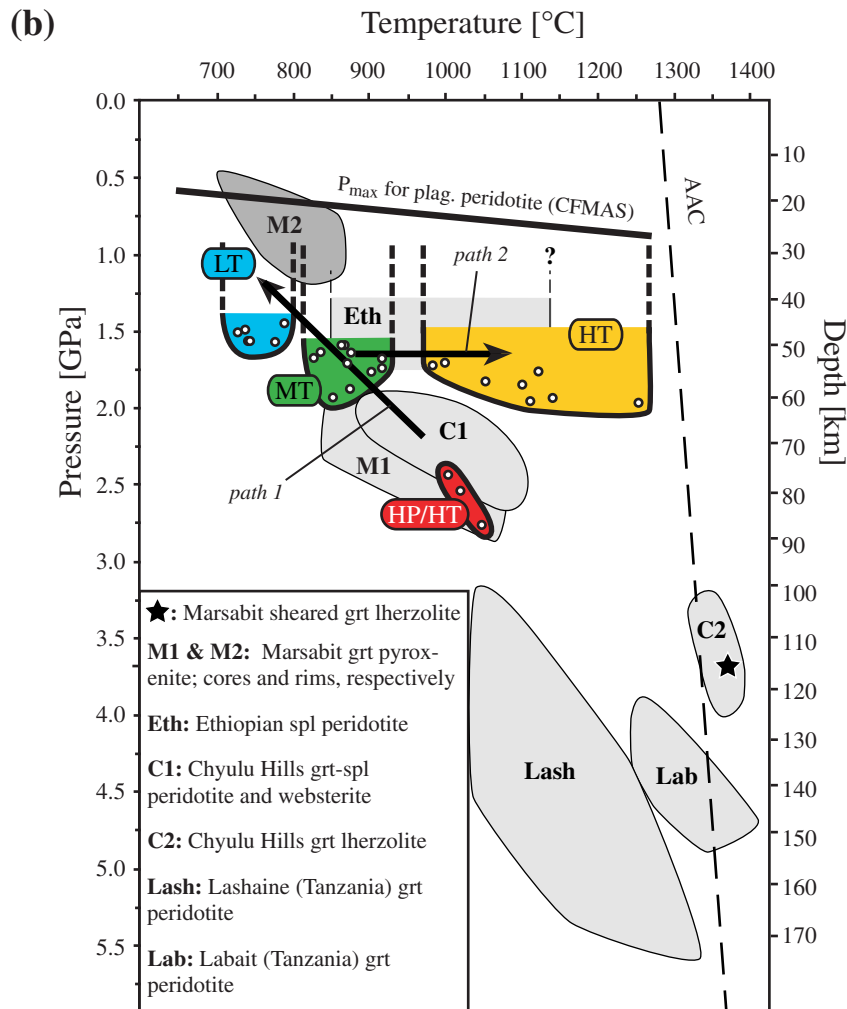 (b)
Temperature [°C]
700 800 900 1000 1100 1200 1300 1400
Pressure [GPa]
0.0
0.5
1.0
1.5
2.0
2.5
3.0
3.5
4.0
4.5
5.0
5.5
Depth [km]
10
20
30
40
50
60
70
80
90
100
110
120
130
140
150
160
170
Pmax for plag. peridotite (CFMAS)
AAC
M2
LT
path 2
?
Eth
HT
MT
C1
M1
path 1
HP/HT
C2
Lash
Lab
★: Marsabit sheared grt lherzolite
M1 & M2: Marsabit grt pyrox-
enite; cores and rims, respectively
Eth: Ethiopian spl peridotite
C1: Chyulu Hills grt-spl
peridotite and websterite
C2: Chyulu Hills grt lherzolite
Lash: Lashaine (Tanzania) grt
peridotite
Lab: Labait (Tanzania) grt
peridotite